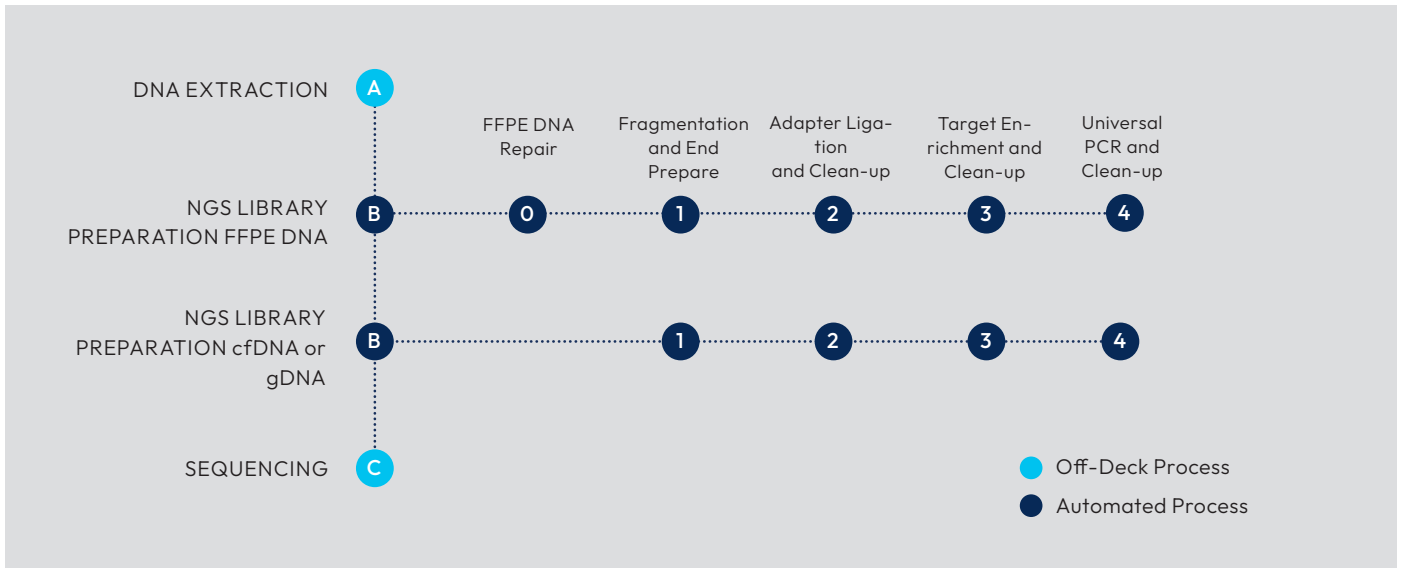 DNA EXTRACTION
A
FFPE DNA
Repair
Fragmentation
and End
Prepare
Adapter Liga-
tion
and Clean-up
Target En-
richment and
Clean-up
Universal
PCR and
Clean-up
NGS LIBRARY
PREPARATION FFPE DNA
B
0
1
2
3
4
NGS LIBRARY
PREPARATION cfDNA or
gDNA
B
1
2
3
4
SEQUENCING
C
Off-Deck Process
Automated Process